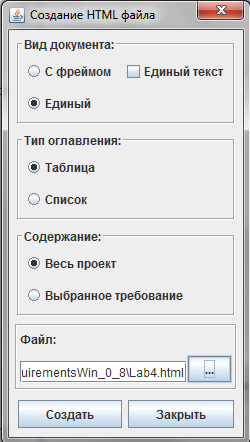 Создание HTML файла
Вид документа:
С фреймом Единый текст
Единый
Тип оглавления:
Таблица
Список
Содержание:
Весь проект
Выбранное требование
Файл:
uirementsWin_0_8\Lab4.html ...
Создать Закрыть